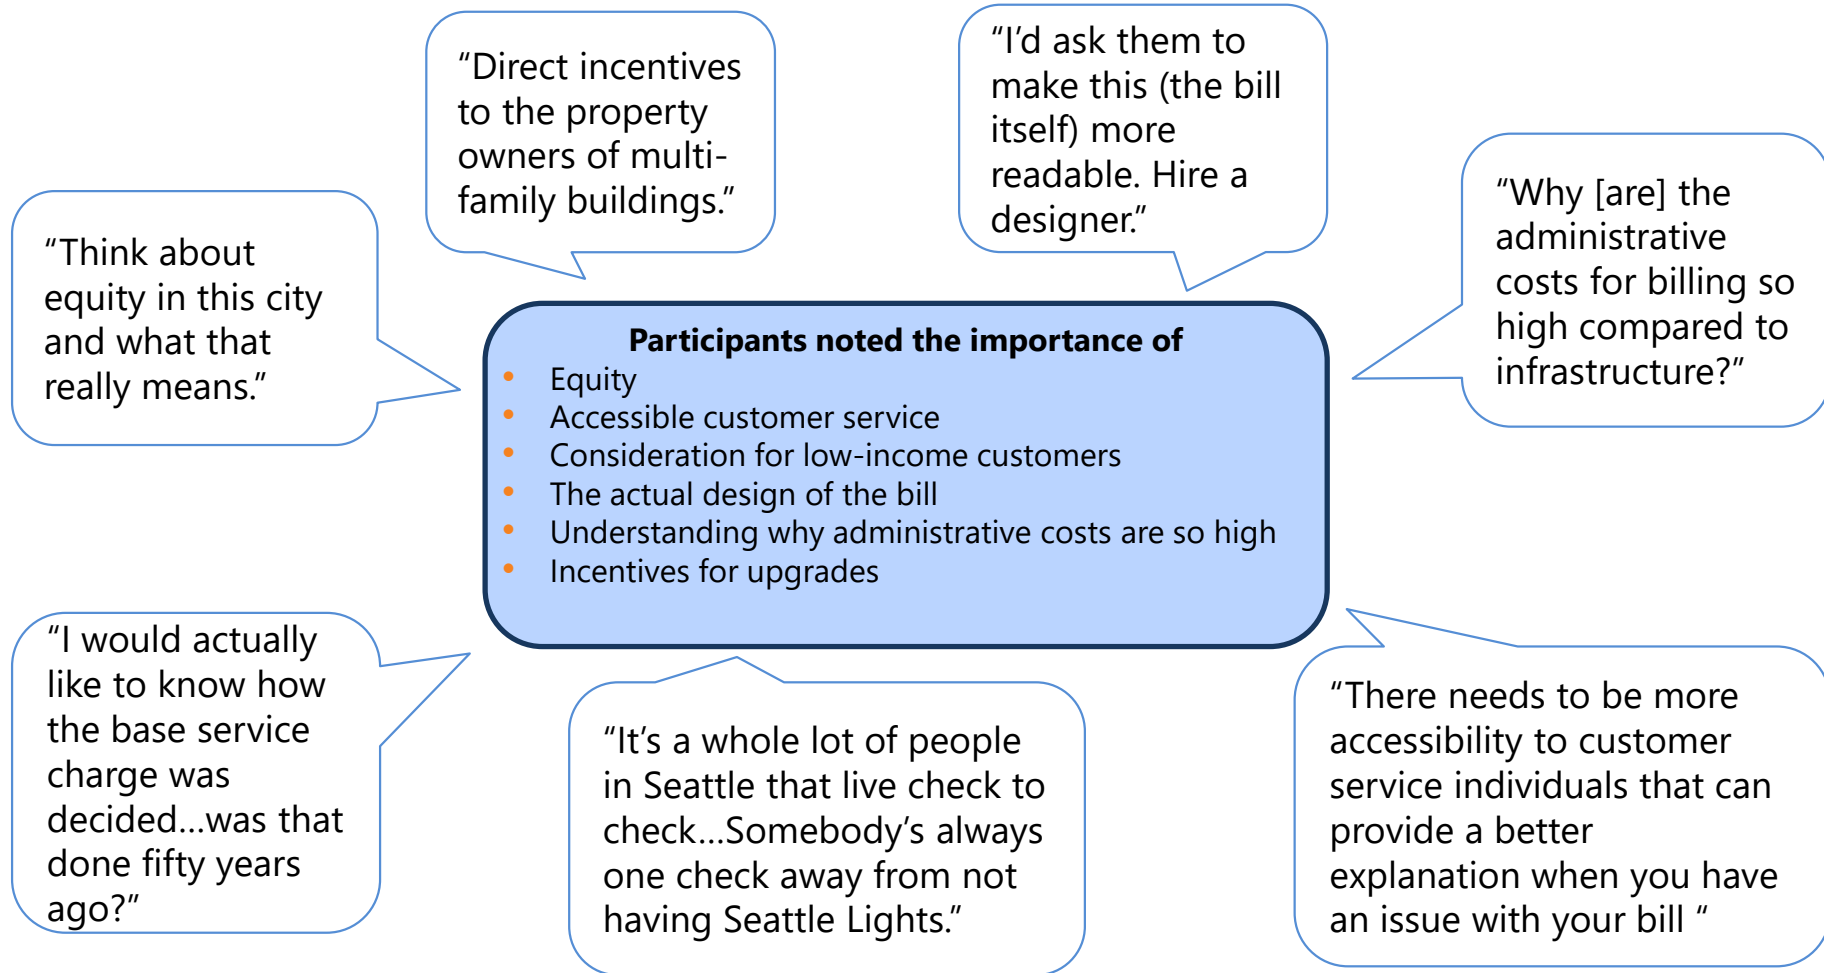 “Direct incentives
to the property
owners of multi-
family buildings.”
“I’d ask them to
make this (the bill
itself) more
readable. Hire a
designer.”
“Think about
equity in this city
and what that
really means.”
“Why [are] the
administrative
costs for billing so
high compared to
infrastructure?”
Participants noted the importance of
• Equity
• Accessible customer service
• Consideration for low-income customers
• The actual design of the bill
• Understanding why administrative costs are so high
• Incentives for upgrades
“I would actually
like to know how
the base service
charge was
decided…was that
done fifty years
ago?”
“It’s a whole lot of people
in Seattle that live check to
check…Somebody’s always
one check away from not
having Seattle Lights.”
“There needs to be more
accessibility to customer
service individuals that can
provide a better
explanation when you have
an issue with your bill “